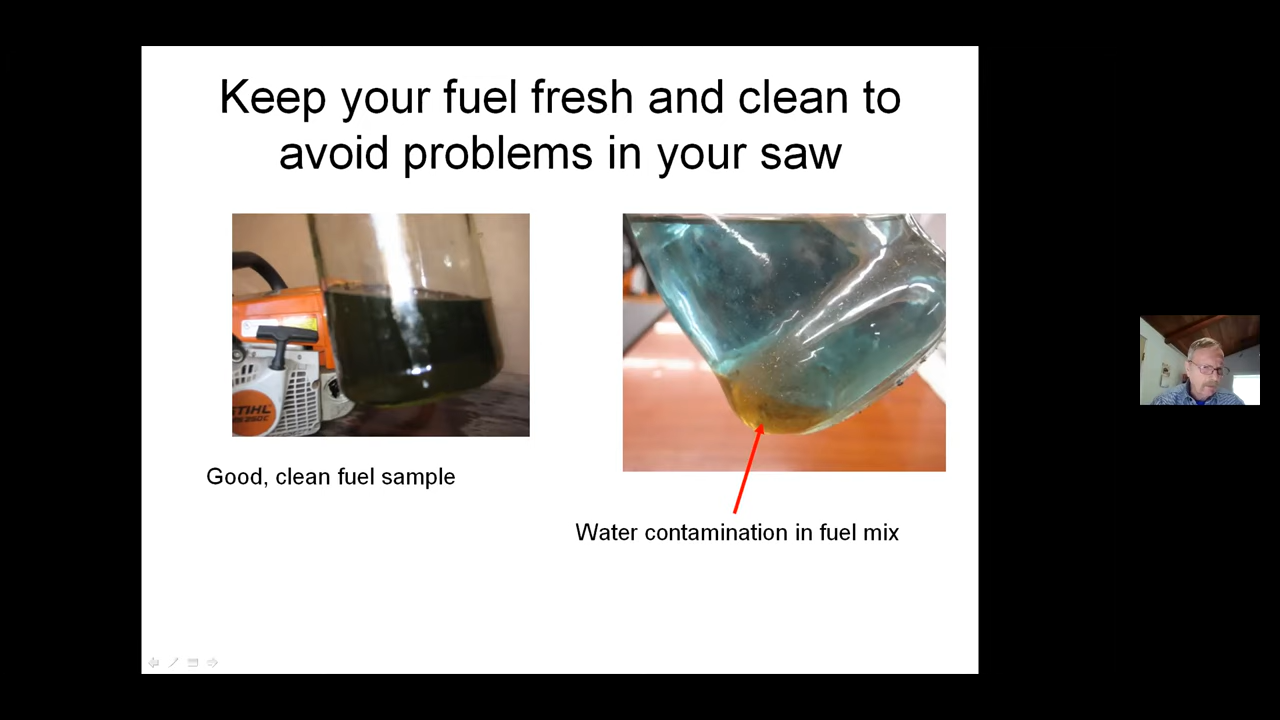 Keep your fuel fresh and clean to
avoid problems in your saw
STIHL
Good, clean fuel sample
Water contamination in fuel mix